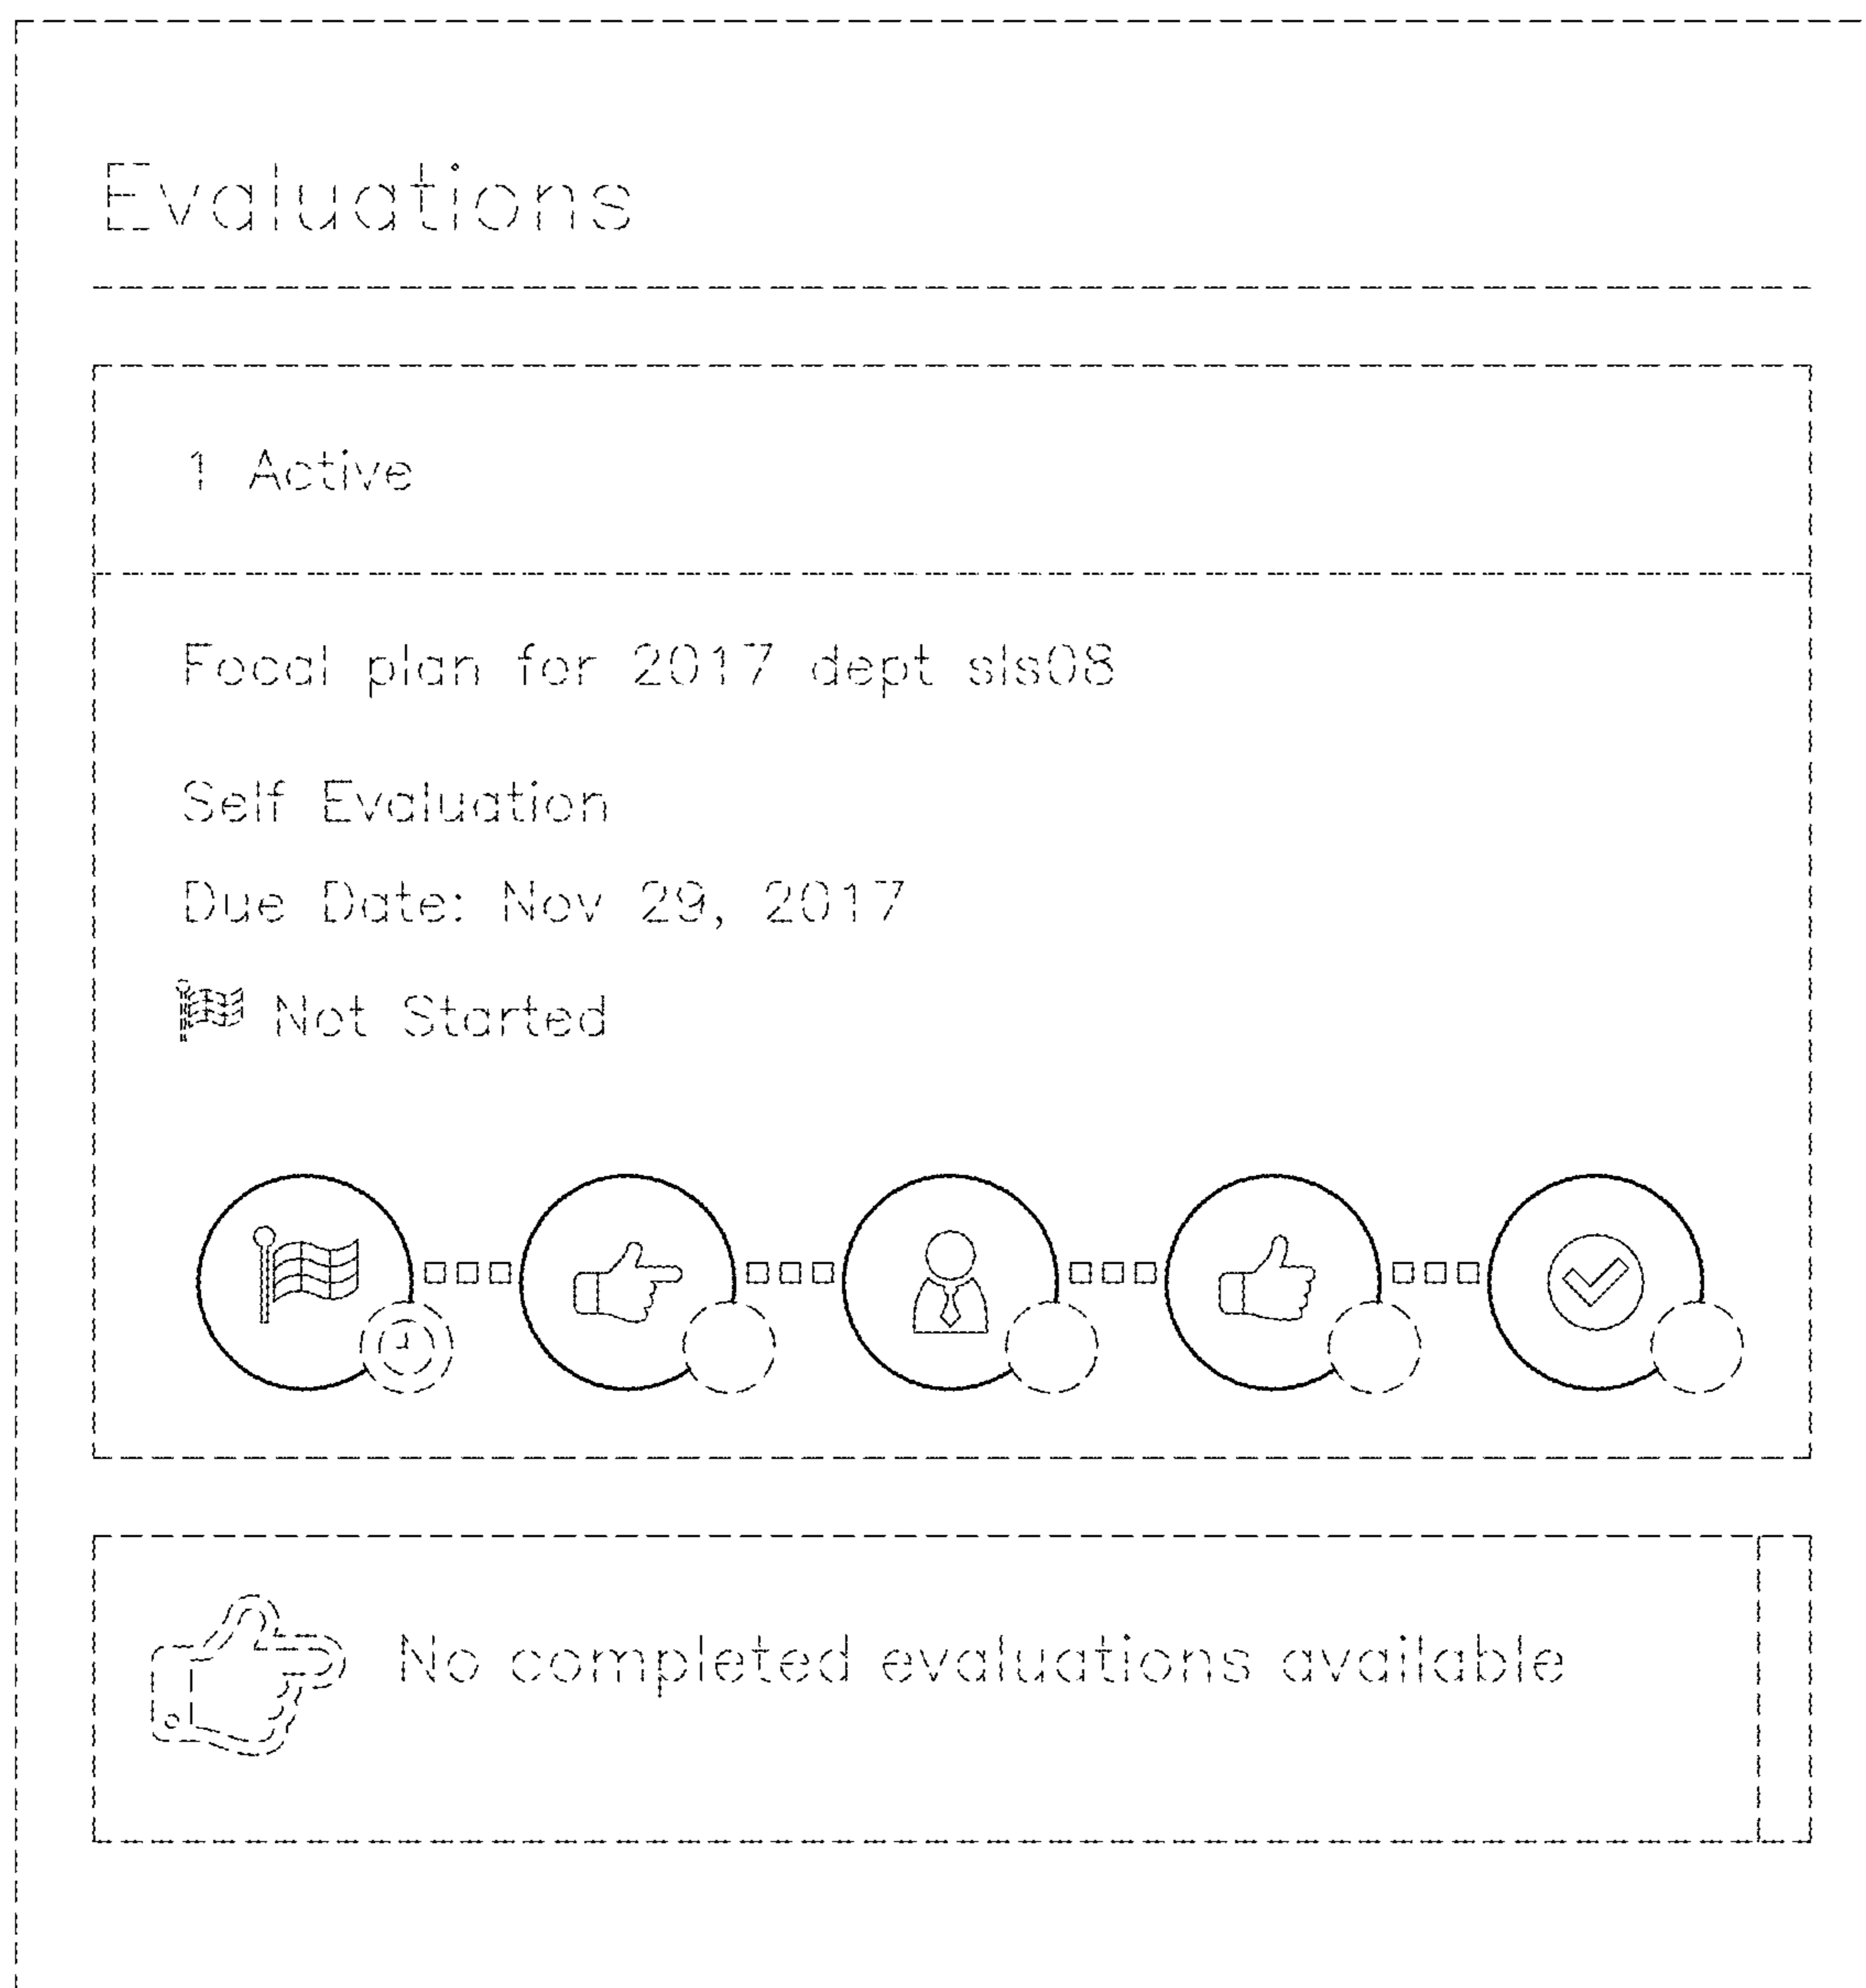 Evaluations
1 Active
Focal plan for 2017 dept sls08
Self Evaluation
Due Date: Nov 29, 2017
Not Started
No completed evaluations available